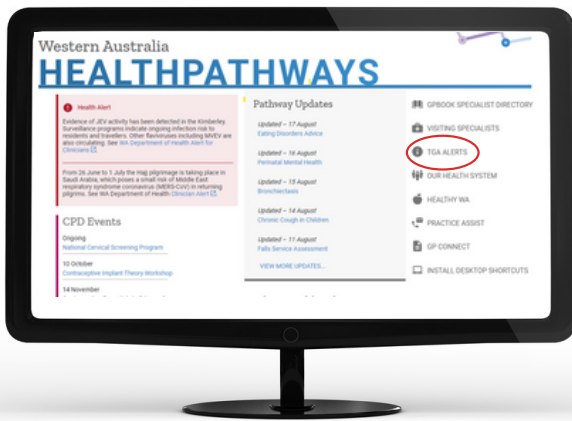 Western Australia
HEALTHPATHWAYS
Health Alert
Evidence of JEV activity has been detected in the Kimberley.
Surveillance programs indicate ongoing infection risk to
residents and travellers. Other flaviviruses including MVEV are
also circulating. See WA Department of Health Alert for
Clinicians
From 26 June to 1 July the Hajj pilgrimage is taking place in
Saudi Arabia, which poses a small risk of Middle East
respiratory syndrome coronavirus (MERS-CoV) in returning
pilgrims. See WA Department of Health Clinician Alert
CPD Events
Ongoing
National Cervical Screening Program
10 October
Contraceptive Implant Theory Workshop
14 November
Pathway Updates
Updated – 17 August
Eating Disorders Advice
Updated – 16 August
Perinatal Mental Health
Updated – 15 August
Bronchiectasis
Updated – 14 August
Chronic Cough in Children
Updated – 11 August
Falls Service Assessment
VIEW MORE UPDATES...
GPBOOK SPECIALIST DIRECTORY
VISITING SPECIALISTS
TGA ALERTS
OUR HEALTH SYSTEM
HEALTHY WA
PRACTICE ASSIST
GP CONNECT
INSTALL DESKTOP SHORTCUTS